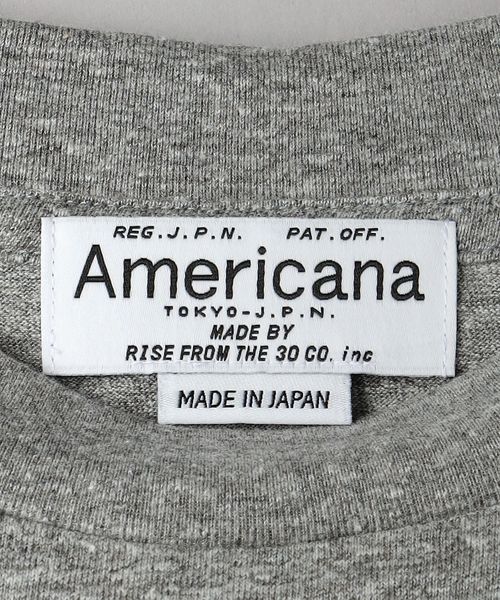 REG.J.P.N. PAT.OFF.
Americana
TOKYO-J.P.N.
MADE BY
RISE FROM THE 30 CO. inc
MADE IN JAPAN